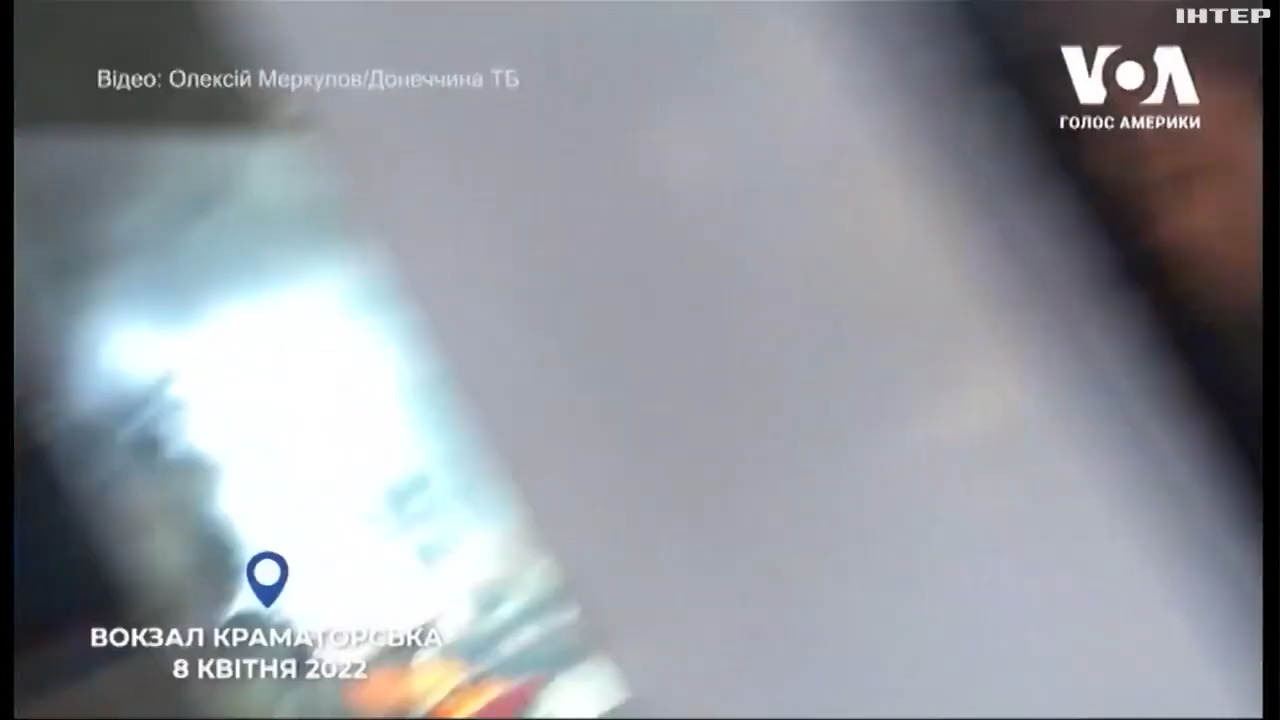 ІНТЕР
Відео: Олексій Меркулов/Донеччина ТБ
VOA
ГОЛОС АМЕРИКИ
ВОКЗАЛ КРАМАТОРСЬКА
8 КВІТНЯ 2022